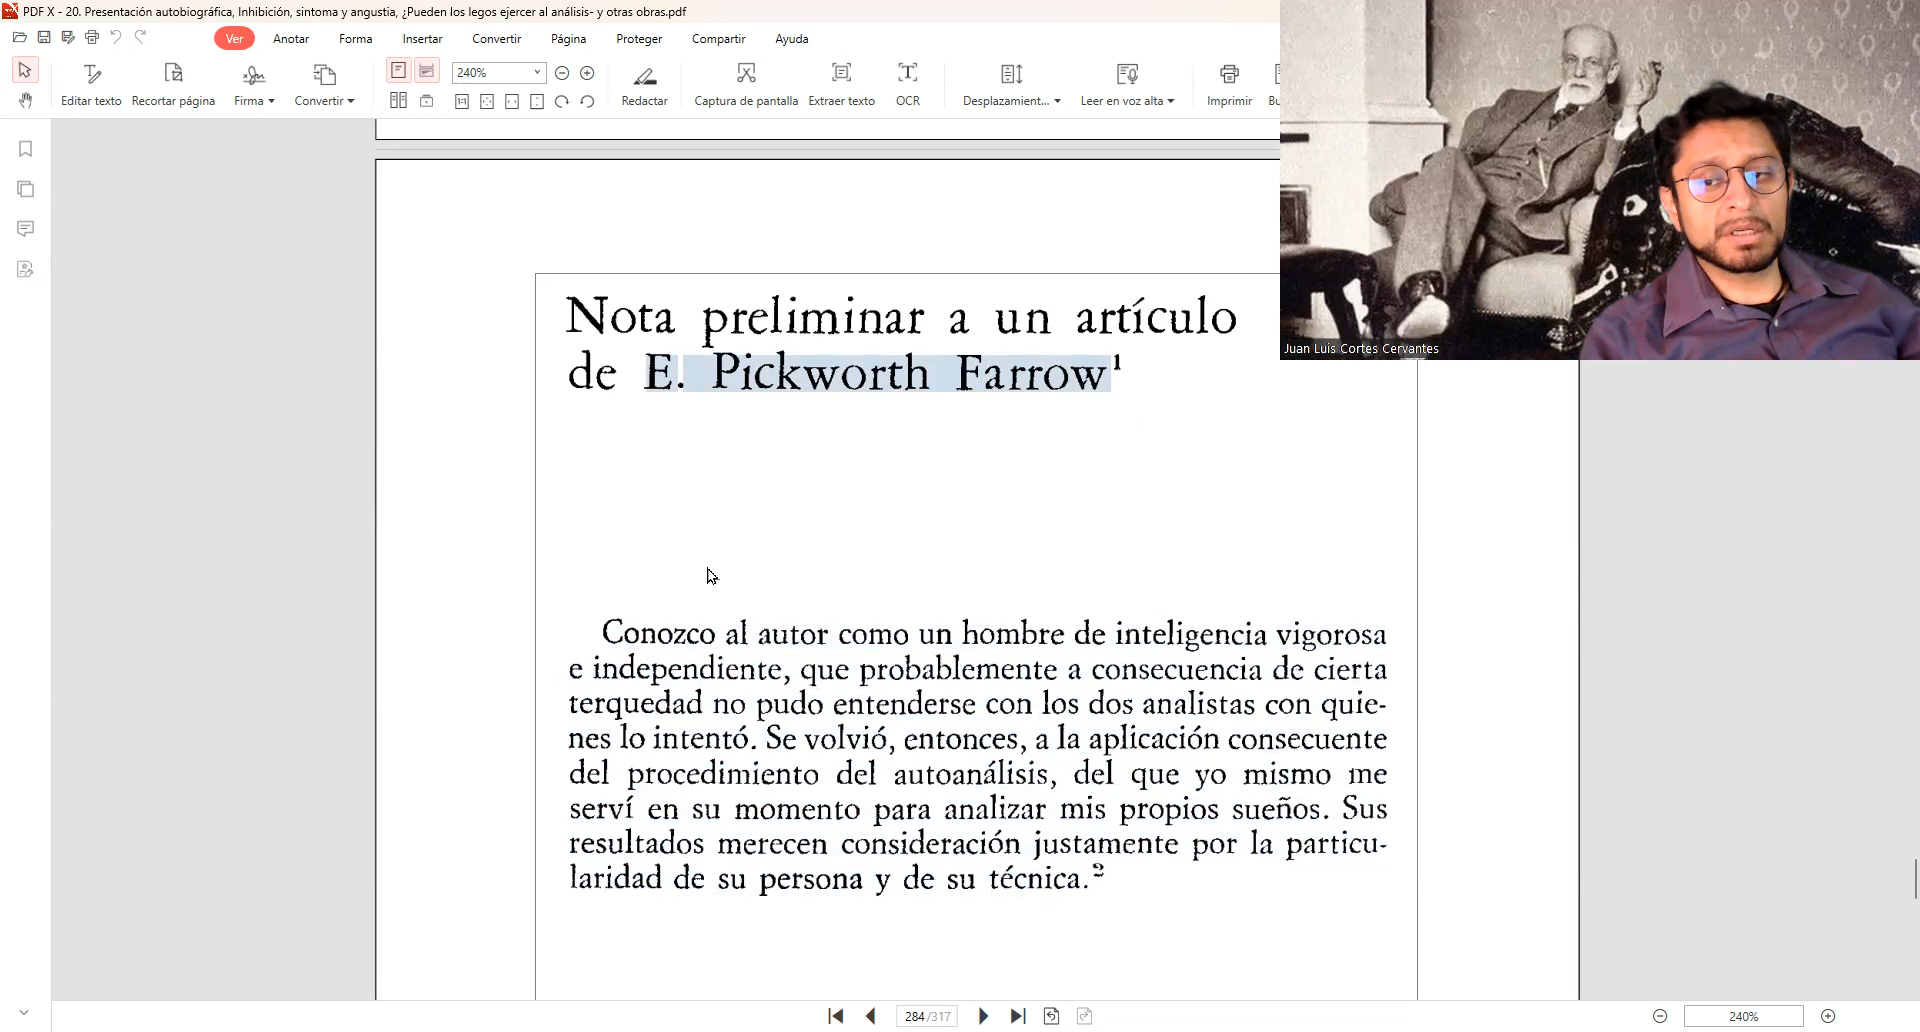 PDF X - 20. Presentación autobiográfica, Inhibición, sintoma y angustia, ¿Pueden los legos ejercer al análisis- y otras obras.pdf
Ver Anotar Forma Insertar Convertir Página Proteger Compartir Ayuda
240%
Editar texto Recortar página Firma Convertir Redactar Captura de pantalla Extraer texto OCR Desplazamient... Leer en voz alta Imprimir
Juan Luis Cortes Cervantes
Nota preliminar a un artículo
de E. Pickworth Farrow¹
Conozco al autor como un hombre de inteligencia vigorosa
e independiente, que probablemente a consecuencia de cierta
terquedad no pudo entenderse con los dos analistas con quie-
nes lo intentó. Se volvió, entonces, a la aplicación consecuente
del procedimiento del autoanálisis, del que yo mismo me
serví en su momento para analizar mis propios sueños. Sus
resultados merecen consideración justamente por la particu-
laridad de su persona y de su técnica.²
284/317
240%